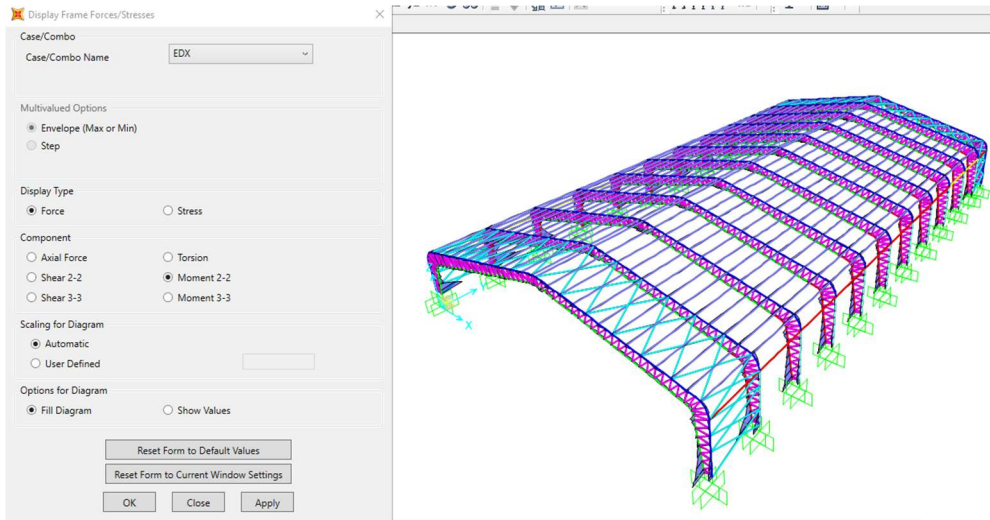 Display Frame Forces/Stresses
Case/Combo
Case/Combo Name EDX
Multivalued Options
Envelope (Max or Min)
Step
Display Type
Force Stress
Component
Axial Force Torsion
Shear 2-2 Moment 2-2
Shear 3-3 Moment 3-3
Scaling for Diagram
Automatic
User Defined
Options for Diagram
Fill Diagram Show Values
Reset Form to Default Values
Reset Form to Current Window Settings
OK Close Apply
X